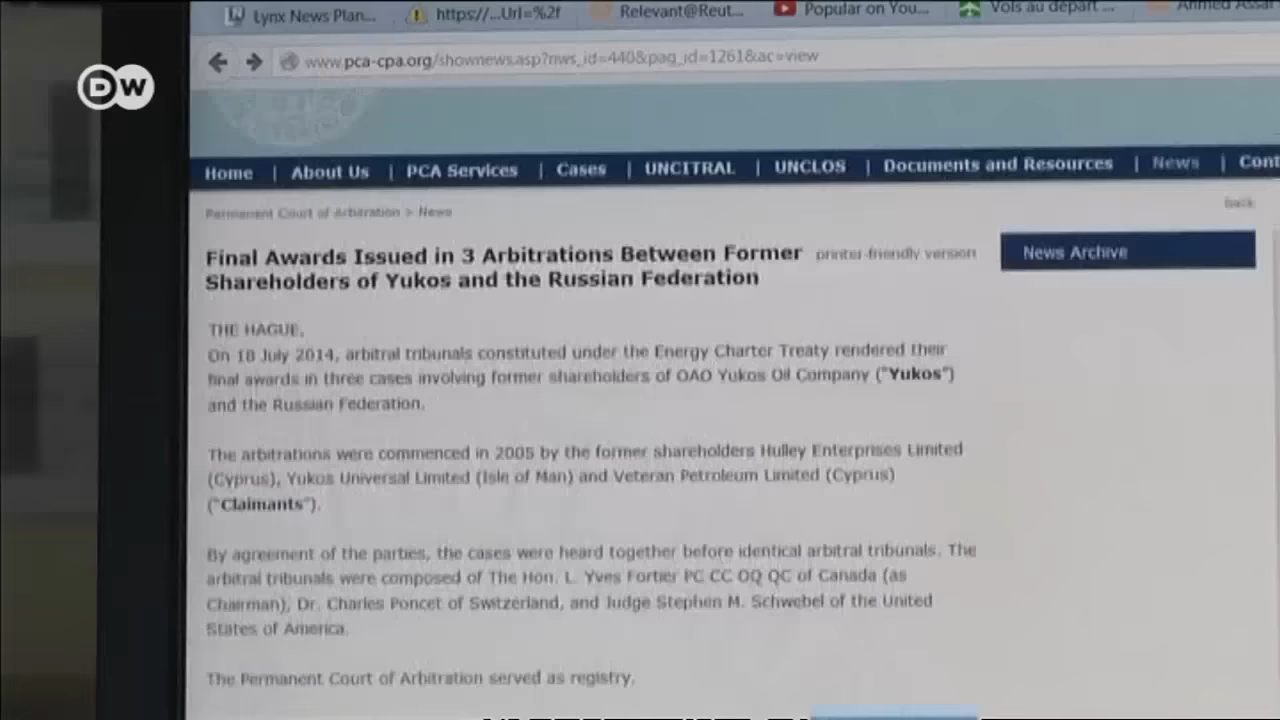 Lynx News Plan...
https://...Url=%2f
Relevant@Reut...
Popular on You...
Vols au départ ...
DW
www.pca-cpa.org/shownews.asp?nws_id=440&pag_id=1261&ac=view
Home | About Us | PCA Services | Cases | UNCITRAL | UNCLOS | Documents and Resources | News | Cont
Permanent Court of Arbitration > News
back
Final Awards Issued in 3 Arbitrations Between Former
Shareholders of Yukos and the Russian Federation
printer-friendly version
News Archive
THE HAGUE,
On 18 July 2014, arbitral tribunals constituted under the Energy Charter Treaty rendered their
final awards in three cases involving former shareholders of OAO Yukos Oil Company ("Yukos")
and the Russian Federation.
The arbitrations were commenced in 2005 by the former shareholders Hulley Enterprises Limited
(Cyprus), Yukos Universal Limited (Isle of Man) and Veteran Petroleum Limited (Cyprus)
("Claimants").
By agreement of the parties, the cases were heard together before identical arbitral tribunals. The
arbitral tribunals were composed of The Hon. L. Yves Fortier PC CC OQ QC of Canada (as
Chairman), Dr. Charles Poncet of Switzerland, and Judge Stephen M. Schwebel of the United
States of America.
The Permanent Court of Arbitration served as registry.